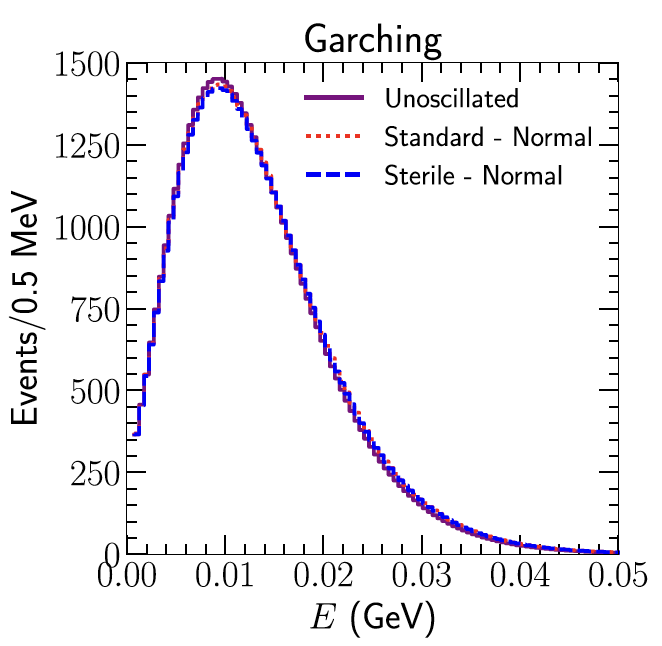 Garching
Events/0.5 MeV
1500
1250
1000
750
500
250
0
Unoscillated
Standard - Normal
Sterile - Normal
0.00 0.01 0.02 0.03 0.04 0.05
E (GeV)